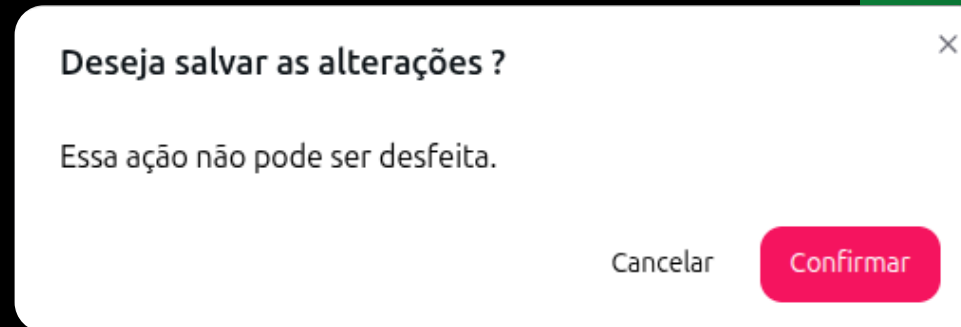 Deseja salvar as alterações ?
Essa ação não pode ser desfeita.
Cancelar Confirmar